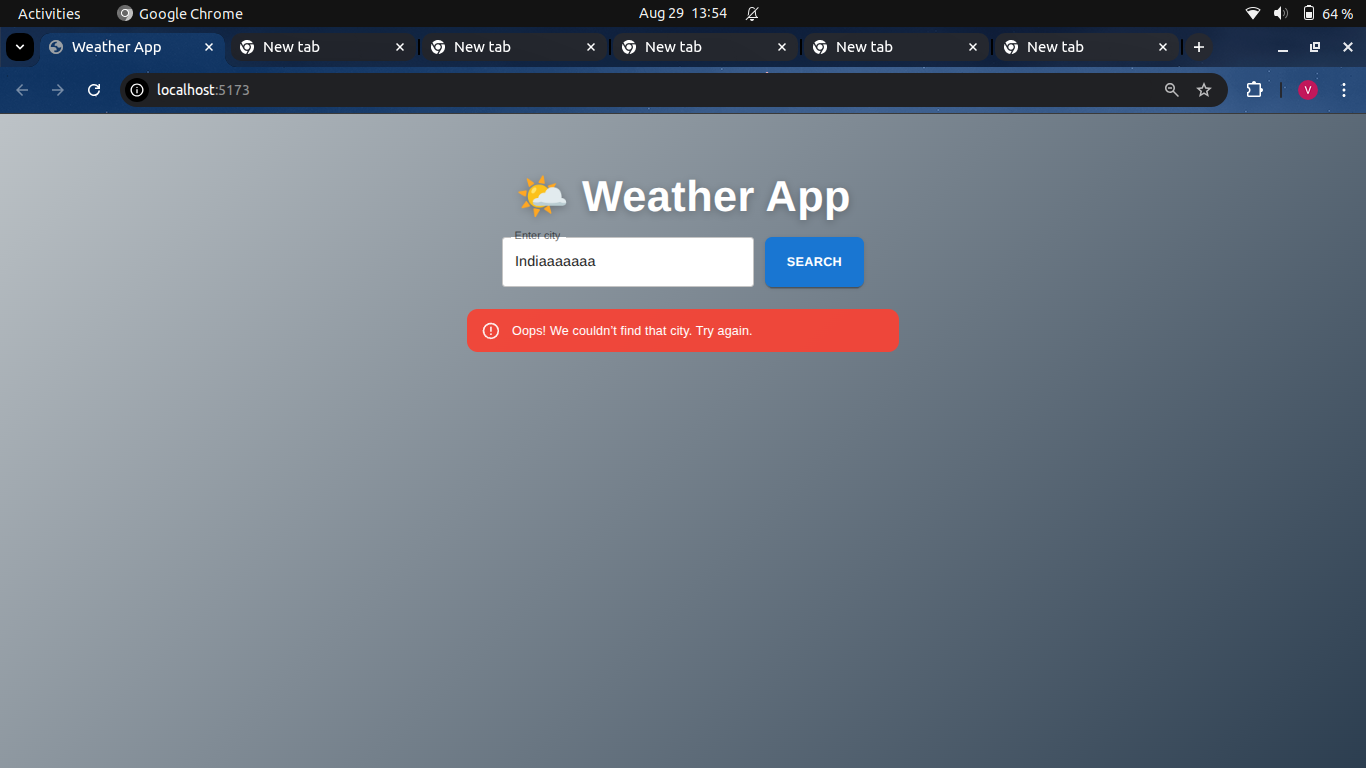 Activities Google Chrome Aug 29 13:54 64 %
Weather App New tab New tab New tab New tab New tab
localhost:5173 V
Weather App
Enter city
Indiaaaaaaa
SEARCH
Oops! We couldn't find that city. Try again.